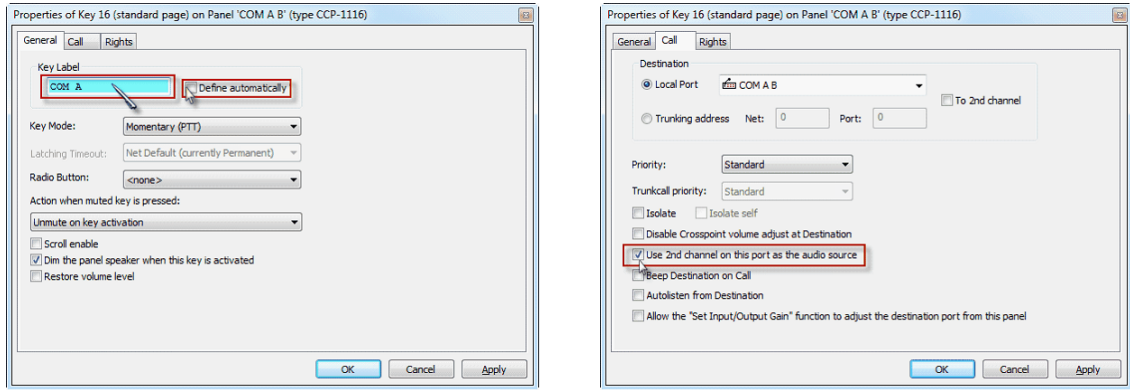 Properties of Key 16 (standard page) on Panel 'COM A B' (type CCP-1116)
General Call Rights
Key Label
COM A Define automatically
Key Mode: Momentary (PTT)
Latching Timeout: Net Default (currently Permanent)
Radio Button: <none>
Action when muted key is pressed:
Unmute on key activation
Scroll enable
Dim the panel speaker when this key is activated
Restore volume level
OK Cancel Apply
Properties of Key 16 (standard page) on Panel 'COM A B' (type CCP-1116)
General Call Rights
Destination
Local Port COM A B
To 2nd channel
Trunking address Net: 0 Port: 0
Priority: Standard
Trunkcall priority: Standard
Isolate Isolate self
Disable Crosspoint volume adjust at Destination
Use 2nd channel on this port as the audio source
Beep Destination on Call
Autolisten from Destination
Allow the "Set Input/Output Gain" function to adjust the destination port from this panel
OK Cancel Apply